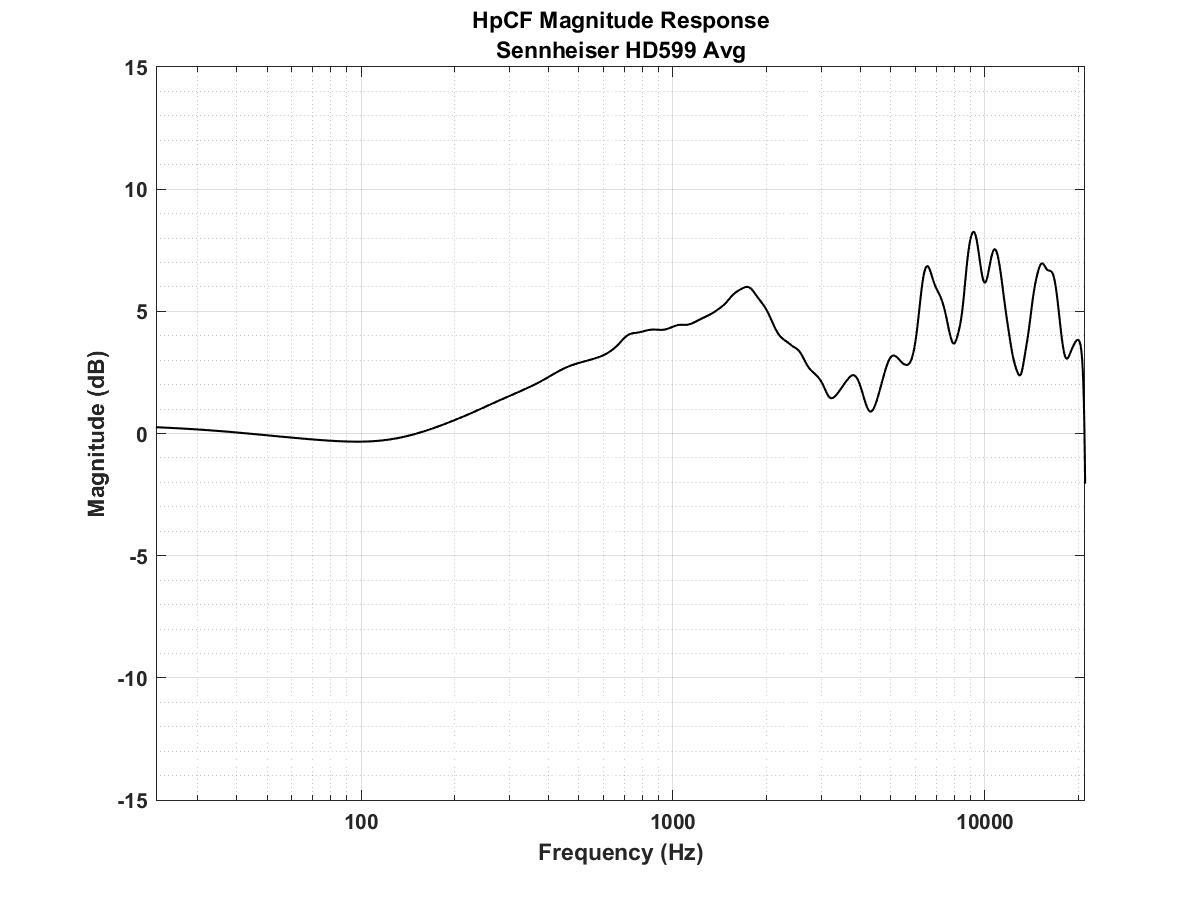 HpCF Magnitude Response
Sennheiser HD599 Avg
15
10
5
0
-5
-10
-15
Magnitude (dB)
100
1000
10000
Frequency (Hz)